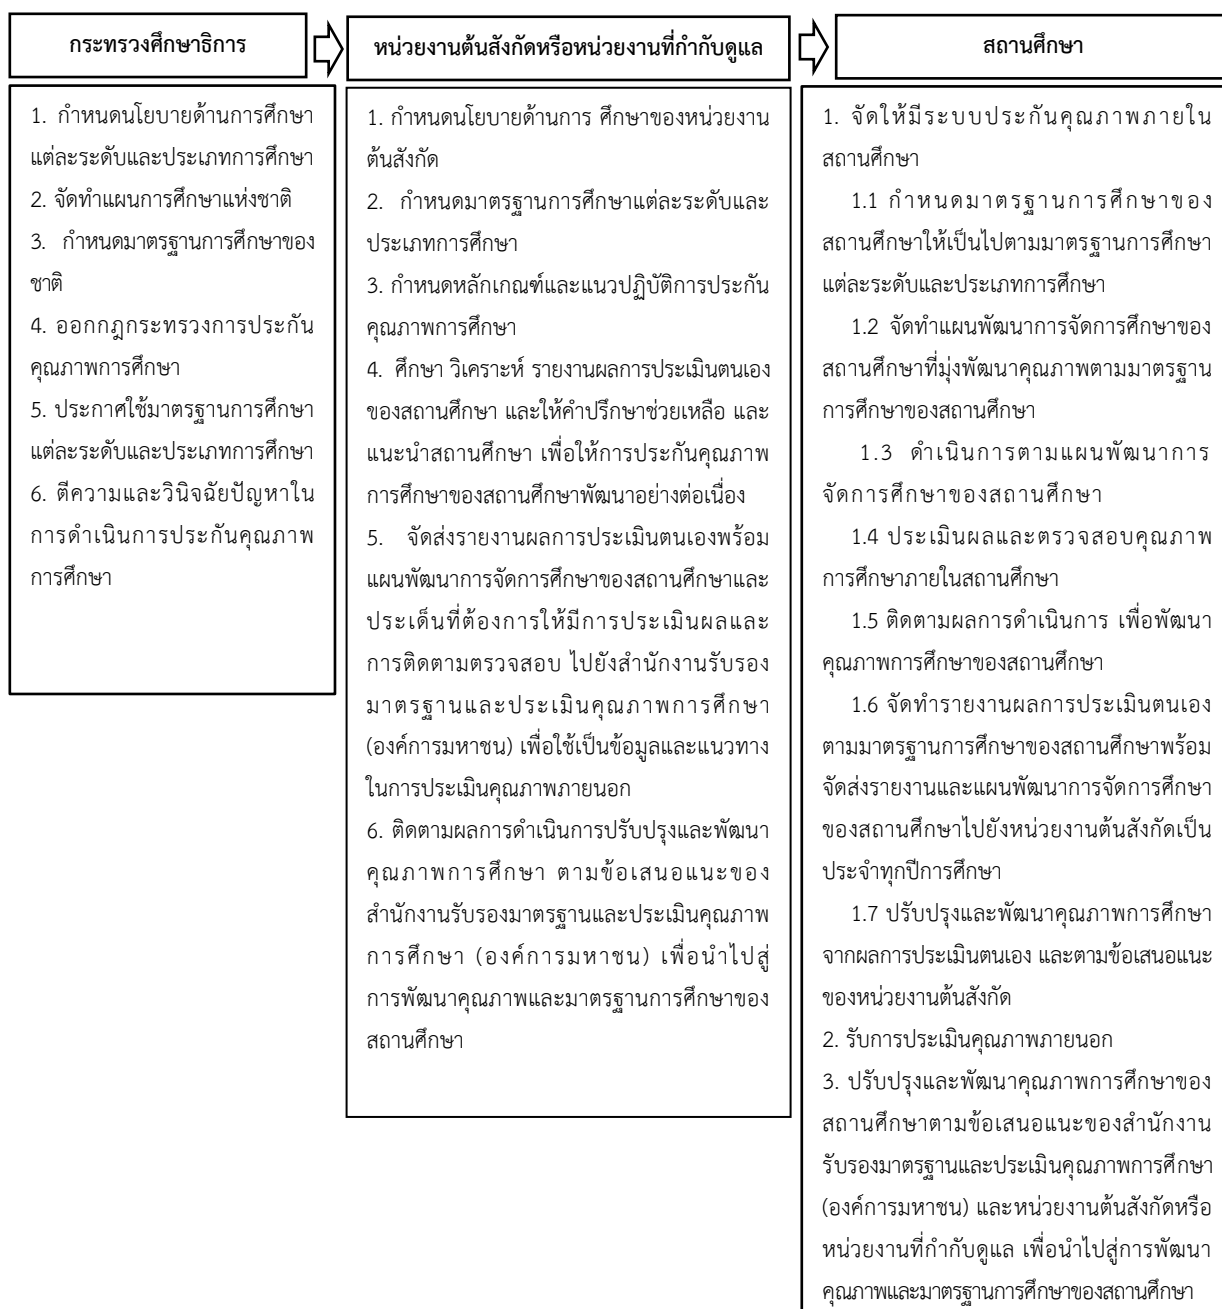 กระทรวงศึกษาธิการ
หน่วยงานต้นสังกัดหรือหน่วยงานที่กำกับดูแล
สถานศึกษา
1. กำหนดนโยบายด้านการศึกษา
แต่ละระดับและประเภทการศึกษา
2. จัดทำแผนการศึกษาแห่งชาติ
3. กำหนดมาตรฐานการศึกษาของ
ชาติ
4. ออกกฎกระทรวงการประกัน
คุณภาพการศึกษา
5. ประกาศใช้มาตรฐานการศึกษา
แต่ละระดับและประเภทการศึกษา
6. ตีความและวินิจฉัยปัญหาใน
การดำเนินการประกันคุณภาพ
การศึกษา
1. กำหนดนโยบายด้านการ ศึกษาของหน่วยงาน
ต้นสังกัด
2. กำหนดมาตรฐานการศึกษาแต่ละระดับและ
ประเภทการศึกษา
3. กำหนดหลักเกณฑ์และแนวปฏิบัติการประกัน
คุณภาพการศึกษา
4. ศึกษา วิเคราะห์ รายงานผลการประเมินตนเอง
ของสถานศึกษา และให้คำปรึกษาช่วยเหลือ และ
แนะนำสถานศึกษา เพื่อให้การประกันคุณภาพ
การศึกษาของสถานศึกษาพัฒนาอย่างต่อเนื่อง
5. จัดส่งรายงานผลการประเมินตนเองพร้อม
แผนพัฒนาการจัดการศึกษาของสถานศึกษาและ
ประเด็นที่ต้องการให้มีการประเมินผลและ
การติดตามตรวจสอบ ไปยังสำนักงานรับรอง
มาตรฐานและประเมินคุณภาพการศึกษา
(องค์การมหาชน) เพื่อใช้เป็นข้อมูลและแนวทาง
ในการประเมินคุณภาพภายนอก
6. ติดตามผลการดำเนินการปรับปรุงและพัฒนา
คุณภาพการศึกษา ตามข้อเสนอแนะของ
สำนักงานรับรองมาตรฐานและประเมินคุณภาพ
การศึกษา (องค์การมหาชน) เพื่อนำไปสู่
การพัฒนาคุณภาพและมาตรฐานการศึกษาของ
สถานศึกษา
1. จัดให้มีระบบประกันคุณภาพภายใน
สถานศึกษา
1.1 กำหนดมาตรฐานการศึกษาของ
สถานศึกษาให้เป็นไปตามมาตรฐานการศึกษา
แต่ละระดับและประเภทการศึกษา
1.2 จัดทำแผนพัฒนาการจัดการศึกษาของ
สถานศึกษาที่มุ่งพัฒนาคุณภาพตามมาตรฐาน
การศึกษาของสถานศึกษา
1.3 ดำเนินการตามแผนพัฒนาการ
จัดการศึกษาของสถานศึกษา
1.4 ประเมินผลและตรวจสอบคุณภาพ
การศึกษาภายในสถานศึกษา
1.5 ติดตามผลการดำเนินการ เพื่อพัฒนา
คุณภาพการศึกษาของสถานศึกษา
1.6 จัดทำรายงานผลการประเมินตนเอง
ตามมาตรฐานการศึกษาของสถานศึกษาพร้อม
จัดส่งรายงานและแผนพัฒนาการจัดการศึกษา
ของสถานศึกษาไปยังหน่วยงานต้นสังกัดเป็น
ประจำทุกปีการศึกษา
1.7 ปรับปรุงและพัฒนาคุณภาพการศึกษา
จากผลการประเมินตนเอง และตามข้อเสนอแนะ
ของหน่วยงานต้นสังกัด
2. รับการประเมินคุณภาพภายนอก
3. ปรับปรุงและพัฒนาคุณภาพการศึกษาของ
สถานศึกษาตามข้อเสนอแนะของสำนักงาน
รับรองมาตรฐานและประเมินคุณภาพการศึกษา
(องค์การมหาชน) และหน่วยงานต้นสังกัดหรือ
หน่วยงานที่กำกับดูแล เพื่อนำไปสู่การพัฒนา
คุณภาพและมาตรฐานการศึกษาของสถานศึกษา